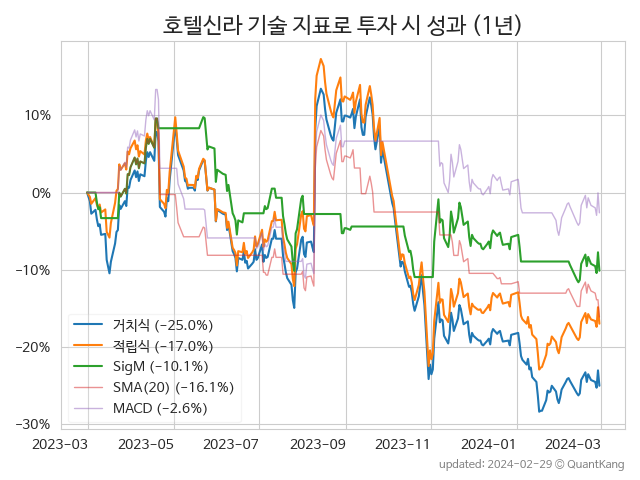 호텔신라 기술 지표로 투자 시 성과 (1년)
10%
0%
−10%
−20%
−30%
거치식 (−25.0%)
적립식 (−17.0%)
SigM (−10.1%)
SMA(20) (−16.1%)
MACD (−2.6%)
2023−03 2023−05 2023−07 2023−09 2023−11 2024−01 2024−03
updated: 2024−02−29 © QuantKang